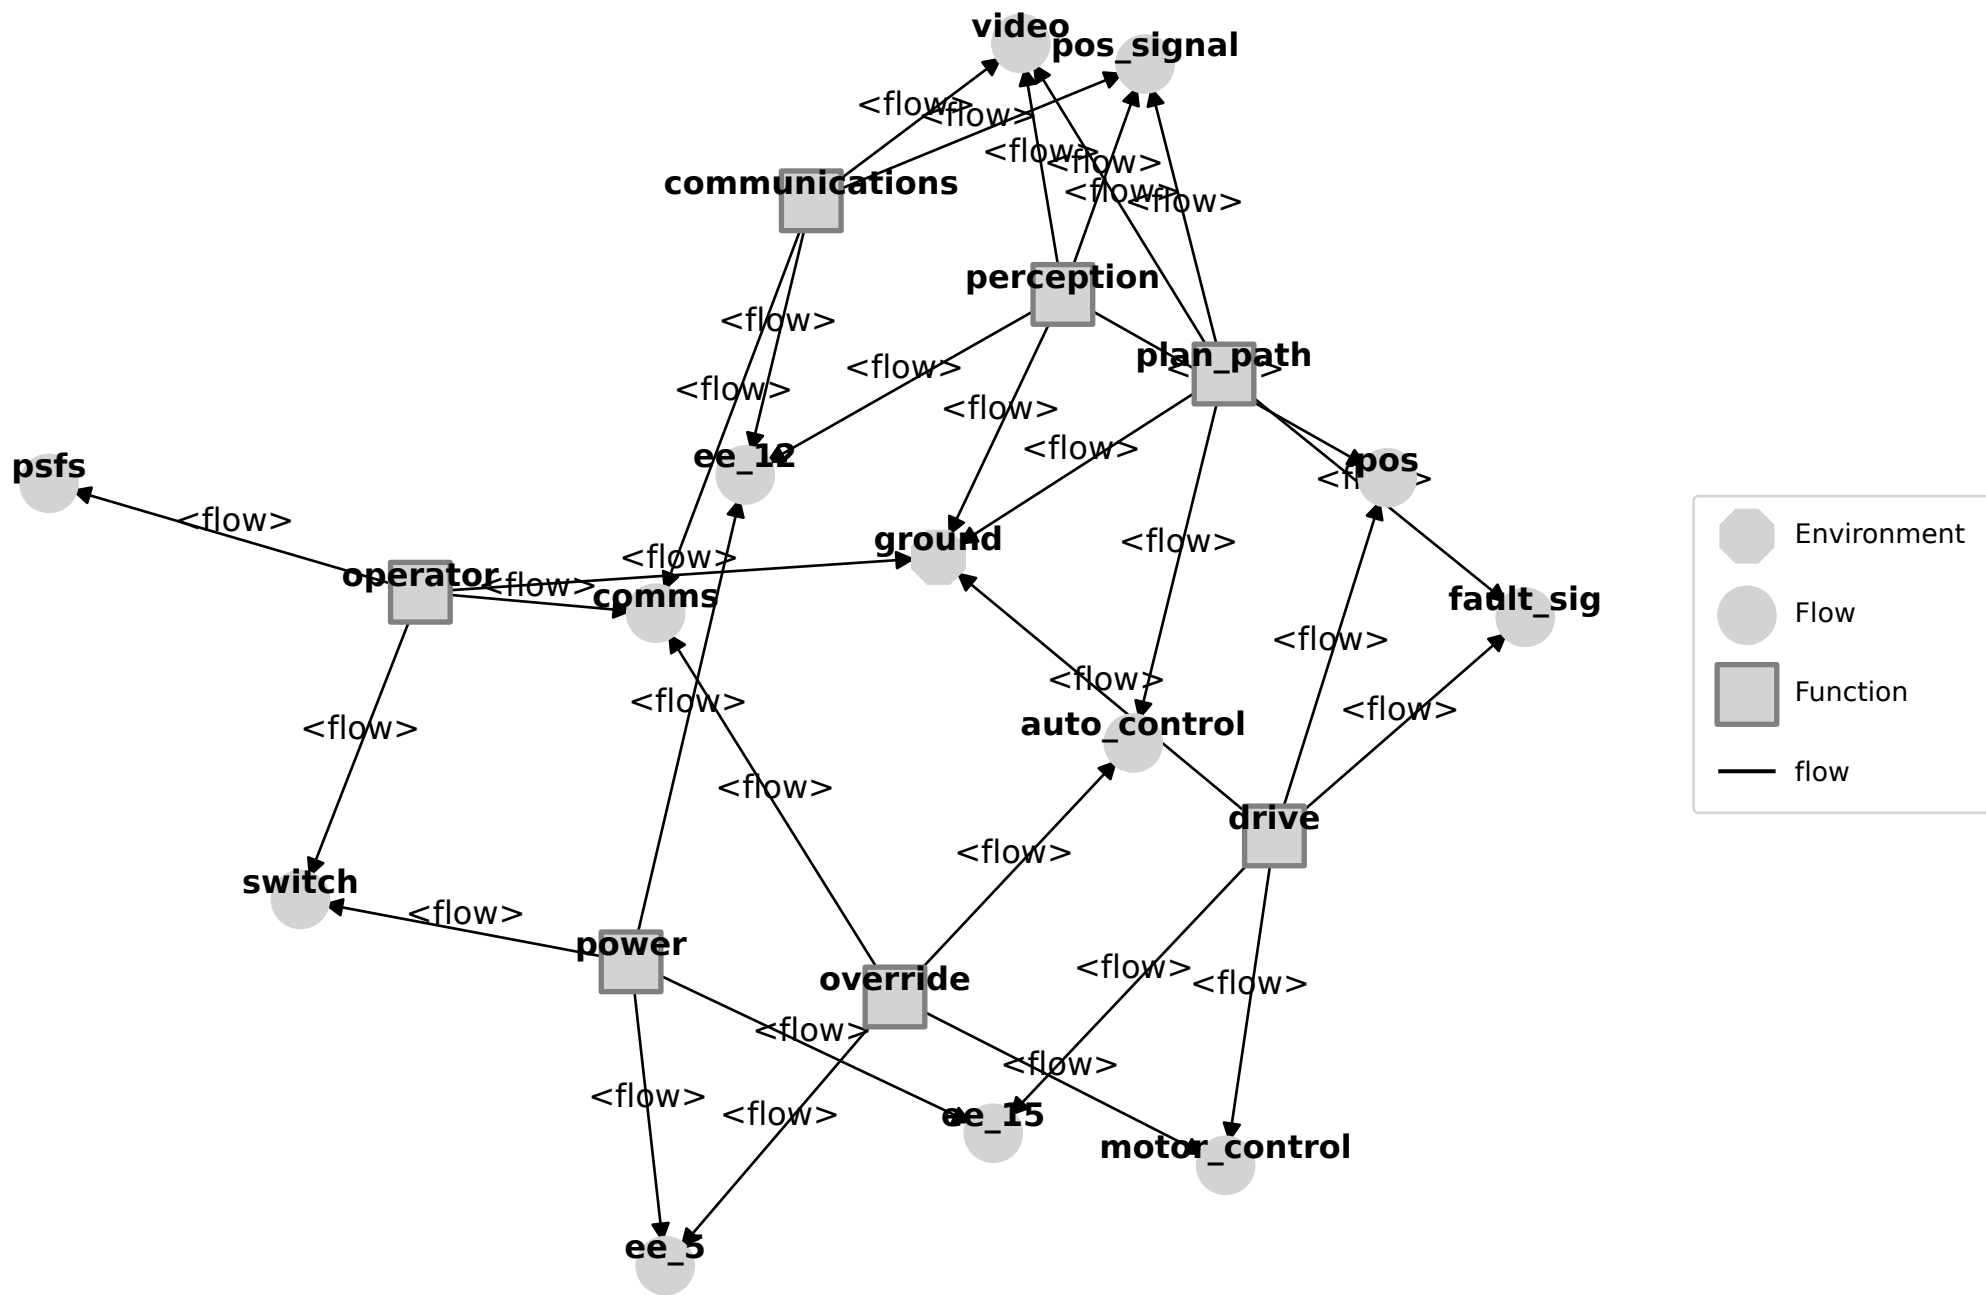 video
pos_signal
<flow>
<flow>
<flow>
<flow>
communications
<flow>
<flow>
perception
<flow>
plan_path
<flow>
<flow>
<flow>
<flow>
<flow>
ee_12
psfs
pos
<flow>
ground
<flow>
Environment
<flow>
operator
<flow>
comms
fault_sig
Flow
<flow>
<flow>
Function
<flow>
<flow>
auto_control
<flow>
flow
<flow>
drive
<flow>
switch
<flow>
power
override
<flow>
<flow>
<flow>
<flow>
<flow>
<flow>
ee_15
motor_control
ee_5